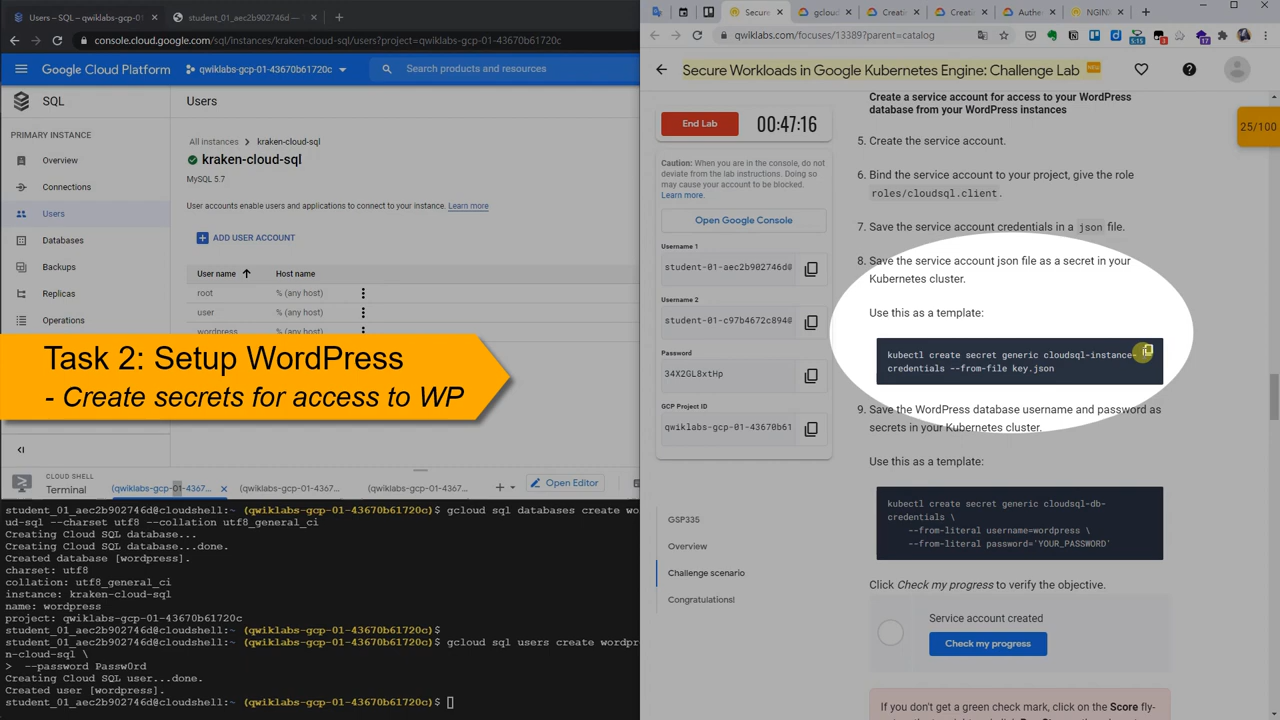 Users – SQL – qwiklabs-gcp-01
student_01_aec2b902746d –
console.cloud.google.com/sql/instances/kraken-cloud-sql/users?project=qwiklabs-gcp-01-43670b61720c
Google Cloud Platform
qwiklabs-gcp-01-43670b61720c
Search products and resources
SQL
PRIMARY INSTANCE
Overview
Connections
Users
Databases
Backups
Replicas
Operations
Users
All instances
kraken-cloud-sql
kraken-cloud-sql
MySQL 5.7
User accounts enable users and applications to connect to your instance. Learn more
ADD USER ACCOUNT
User name
Host name
root
% (any host)
user
% (any host)
wordpress
% (any host)
Task 2: Setup WordPress
- Create secrets for access to WP
CLOUD SHELL
Terminal
(qwiklabs-gcp-01-4367...
(qwiklabs-gcp-01-4367...
(qwiklabs-gcp-01-4367...
Open Editor
student_01_aec2b902746d@cloudshell:~ (qwiklabs-gcp-01-43670b61720c)$ gcloud sql databases create wo
ud-sql --charset utf8 --collation utf8_general_ci
Creating Cloud SQL database...
Creating Cloud SQL database...done.
Created database [wordpress].
charset: utf8
collation: utf8_general_ci
instance: kraken-cloud-sql
name: wordpress
project: qwiklabs-gcp-01-43670b61720c
student_01_aec2b902746d@cloudshell:~ (qwiklabs-gcp-01-43670b61720c)$
student_01_aec2b902746d@cloudshell:~ (qwiklabs-gcp-01-43670b61720c)$ gcloud sql users create wordpr
n-cloud-sql \
> --password Passw0rd
Creating Cloud SQL user...done.
Created user [wordpress].
student_01_aec2b902746d@cloudshell:~ (qwiklabs-gcp-01-43670b61720c)$
Secure
gcloud
Creati
Creatin
Authe
NGINX
qwiklabs.com/focuses/13389?parent=catalog
5:15
3
17
Secure Workloads in Google Kubernetes Engine: Challenge Lab
End Lab
00:47:16
25/100
Caution: When you are in the console, do not
deviate from the lab instructions. Doing so
may cause your account to be blocked.
Learn more.
Open Google Console
Username 1
student-01-aec2b902746d@
Username 2
student-01-c97b4672c894@
Password
34X2GL8xtHp
GCP Project ID
qwiklabs-gcp-01-43670b61
GSP335
Overview
Challenge scenario
Congratulations!
Create a service account for access to your WordPress
database from your WordPress instances
5. Create the service account.
6. Bind the service account to your project, give the role
roles/cloudsql.client.
7. Save the service account credentials in a json file.
8. Save the service account json file as a secret in your
Kubernetes cluster.
Use this as a template:
kubectl create secret generic cloudsql-instance-
credentials --from-file key.json
9. Save the WordPress database username and password as
secrets in your Kubernetes cluster.
Use this as a template:
kubectl create secret generic cloudsql-db-
credentials \
--from-literal username=wordpress \
--from-literal password='YOUR_PASSWORD'
Click Check my progress to verify the objective.
Service account created
Check my progress
If you don't get a green check mark, click on the Score fly-